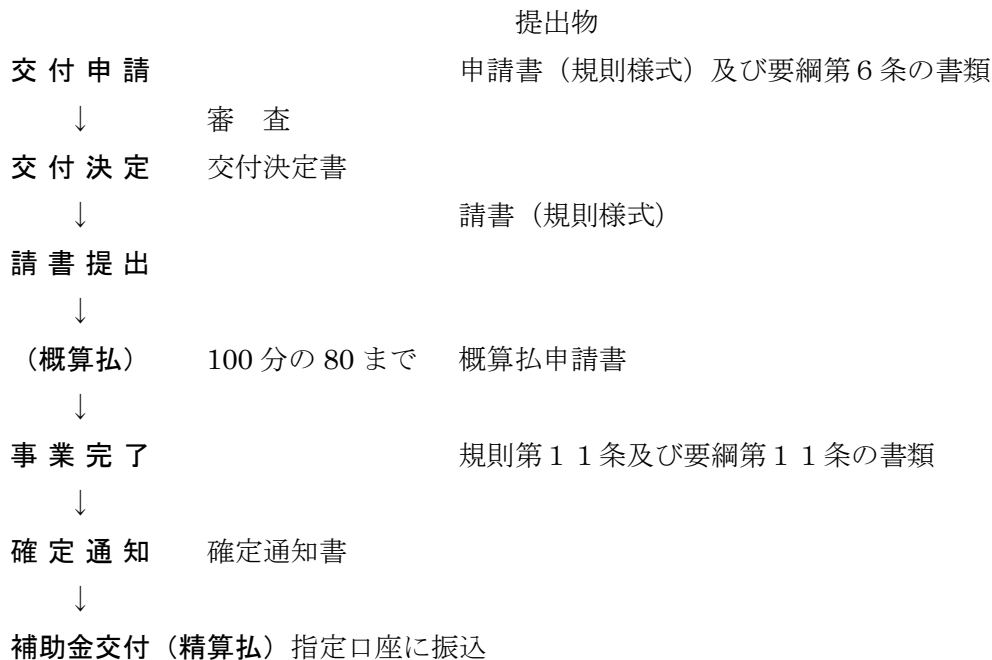 提出物
交付申請 申請書（規則様式）及び要綱第６条の書類
↓ 審　査
交付決定 交付決定書
↓ 請書（規則様式）
請書提出
↓
（概算払） 100 分の 80 まで 概算払申請書
↓
事業完了 規則第１１条及び要綱第１１条の書類
↓
確定通知 確定通知書
↓
補助金交付（精算払）指定口座に振込